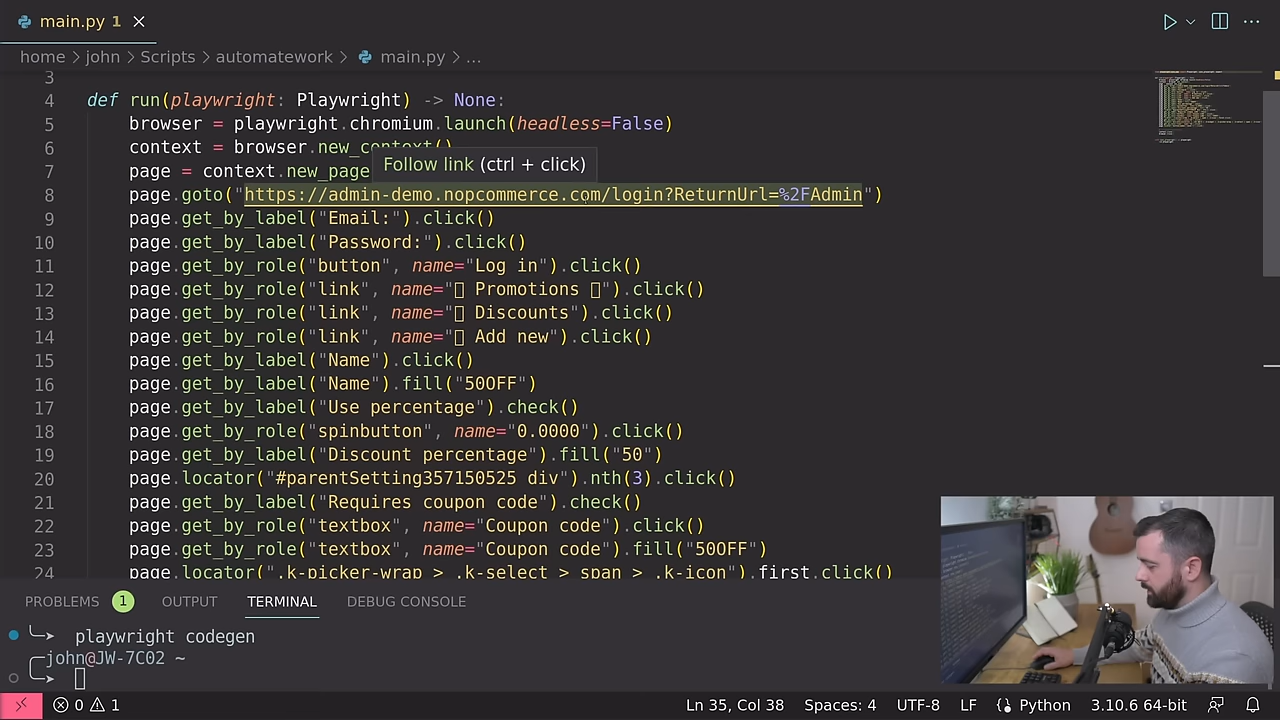 main.py 1
home > john > Scripts > automatework > main.py > ...
3
4 def run(playwright: Playwright) -> None:
5 browser = playwright.chromium.launch(headless=False)
6 context = browser.new_context()
Follow link (ctrl + click)
7 page = context.new_page
8 page.goto("https://admin-demo.nopcommerce.com/login?ReturnUrl=%2FAdmin")
9 page.get_by_label("Email:").click()
10 page.get_by_label("Password:").click()
11 page.get_by_role("button", name="Log in").click()
12 page.get_by_role("link", name=" Promotions ").click()
13 page.get_by_role("link", name=" Discounts").click()
14 page.get_by_role("link", name=" Add new").click()
15 page.get_by_label("Name").click()
16 page.get_by_label("Name").fill("50OFF")
17 page.get_by_label("Use percentage").check()
18 page.get_by_role("spinbutton", name="0.0000").click()
19 page.get_by_label("Discount percentage").fill("50")
20 page.locator("#parentSetting357150525 div").nth(3).click()
21 page.get_by_label("Requires coupon code").check()
22 page.get_by_role("textbox", name="Coupon code").click()
23 page.get_by_role("textbox", name="Coupon code").fill("50OFF")
24 page.locator(".k-picker-wrap > .k-select > span > .k-icon").first.click()
PROBLEMS 1 OUTPUT TERMINAL DEBUG CONSOLE
playwright codegen
john@JW-7C02 ~
0 1 Ln 35, Col 38 Spaces: 4 UTF-8 LF Python 3.10.6 64-bit